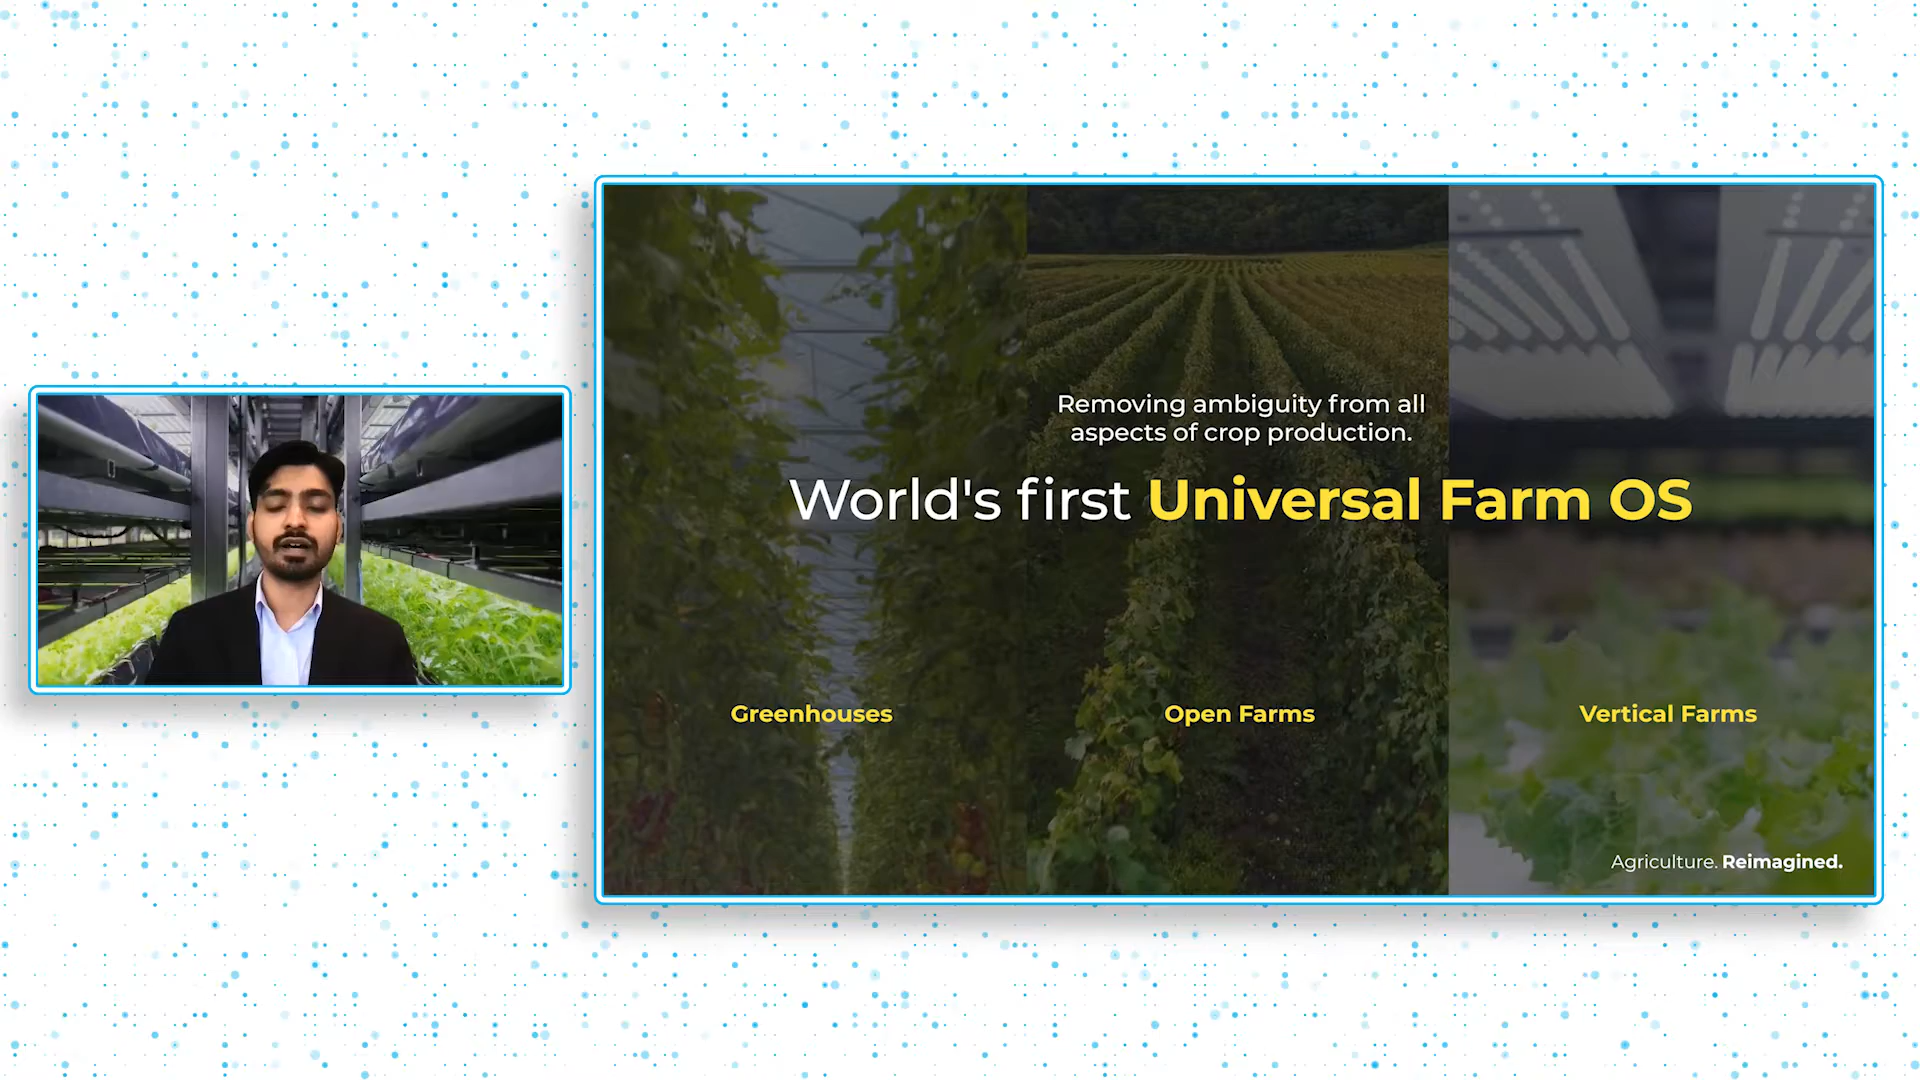 Removing ambiguity from all
aspects of crop production.
World's first Universal Farm OS
Greenhouses
Open Farms
Vertical Farms
Agriculture. Reimagined.